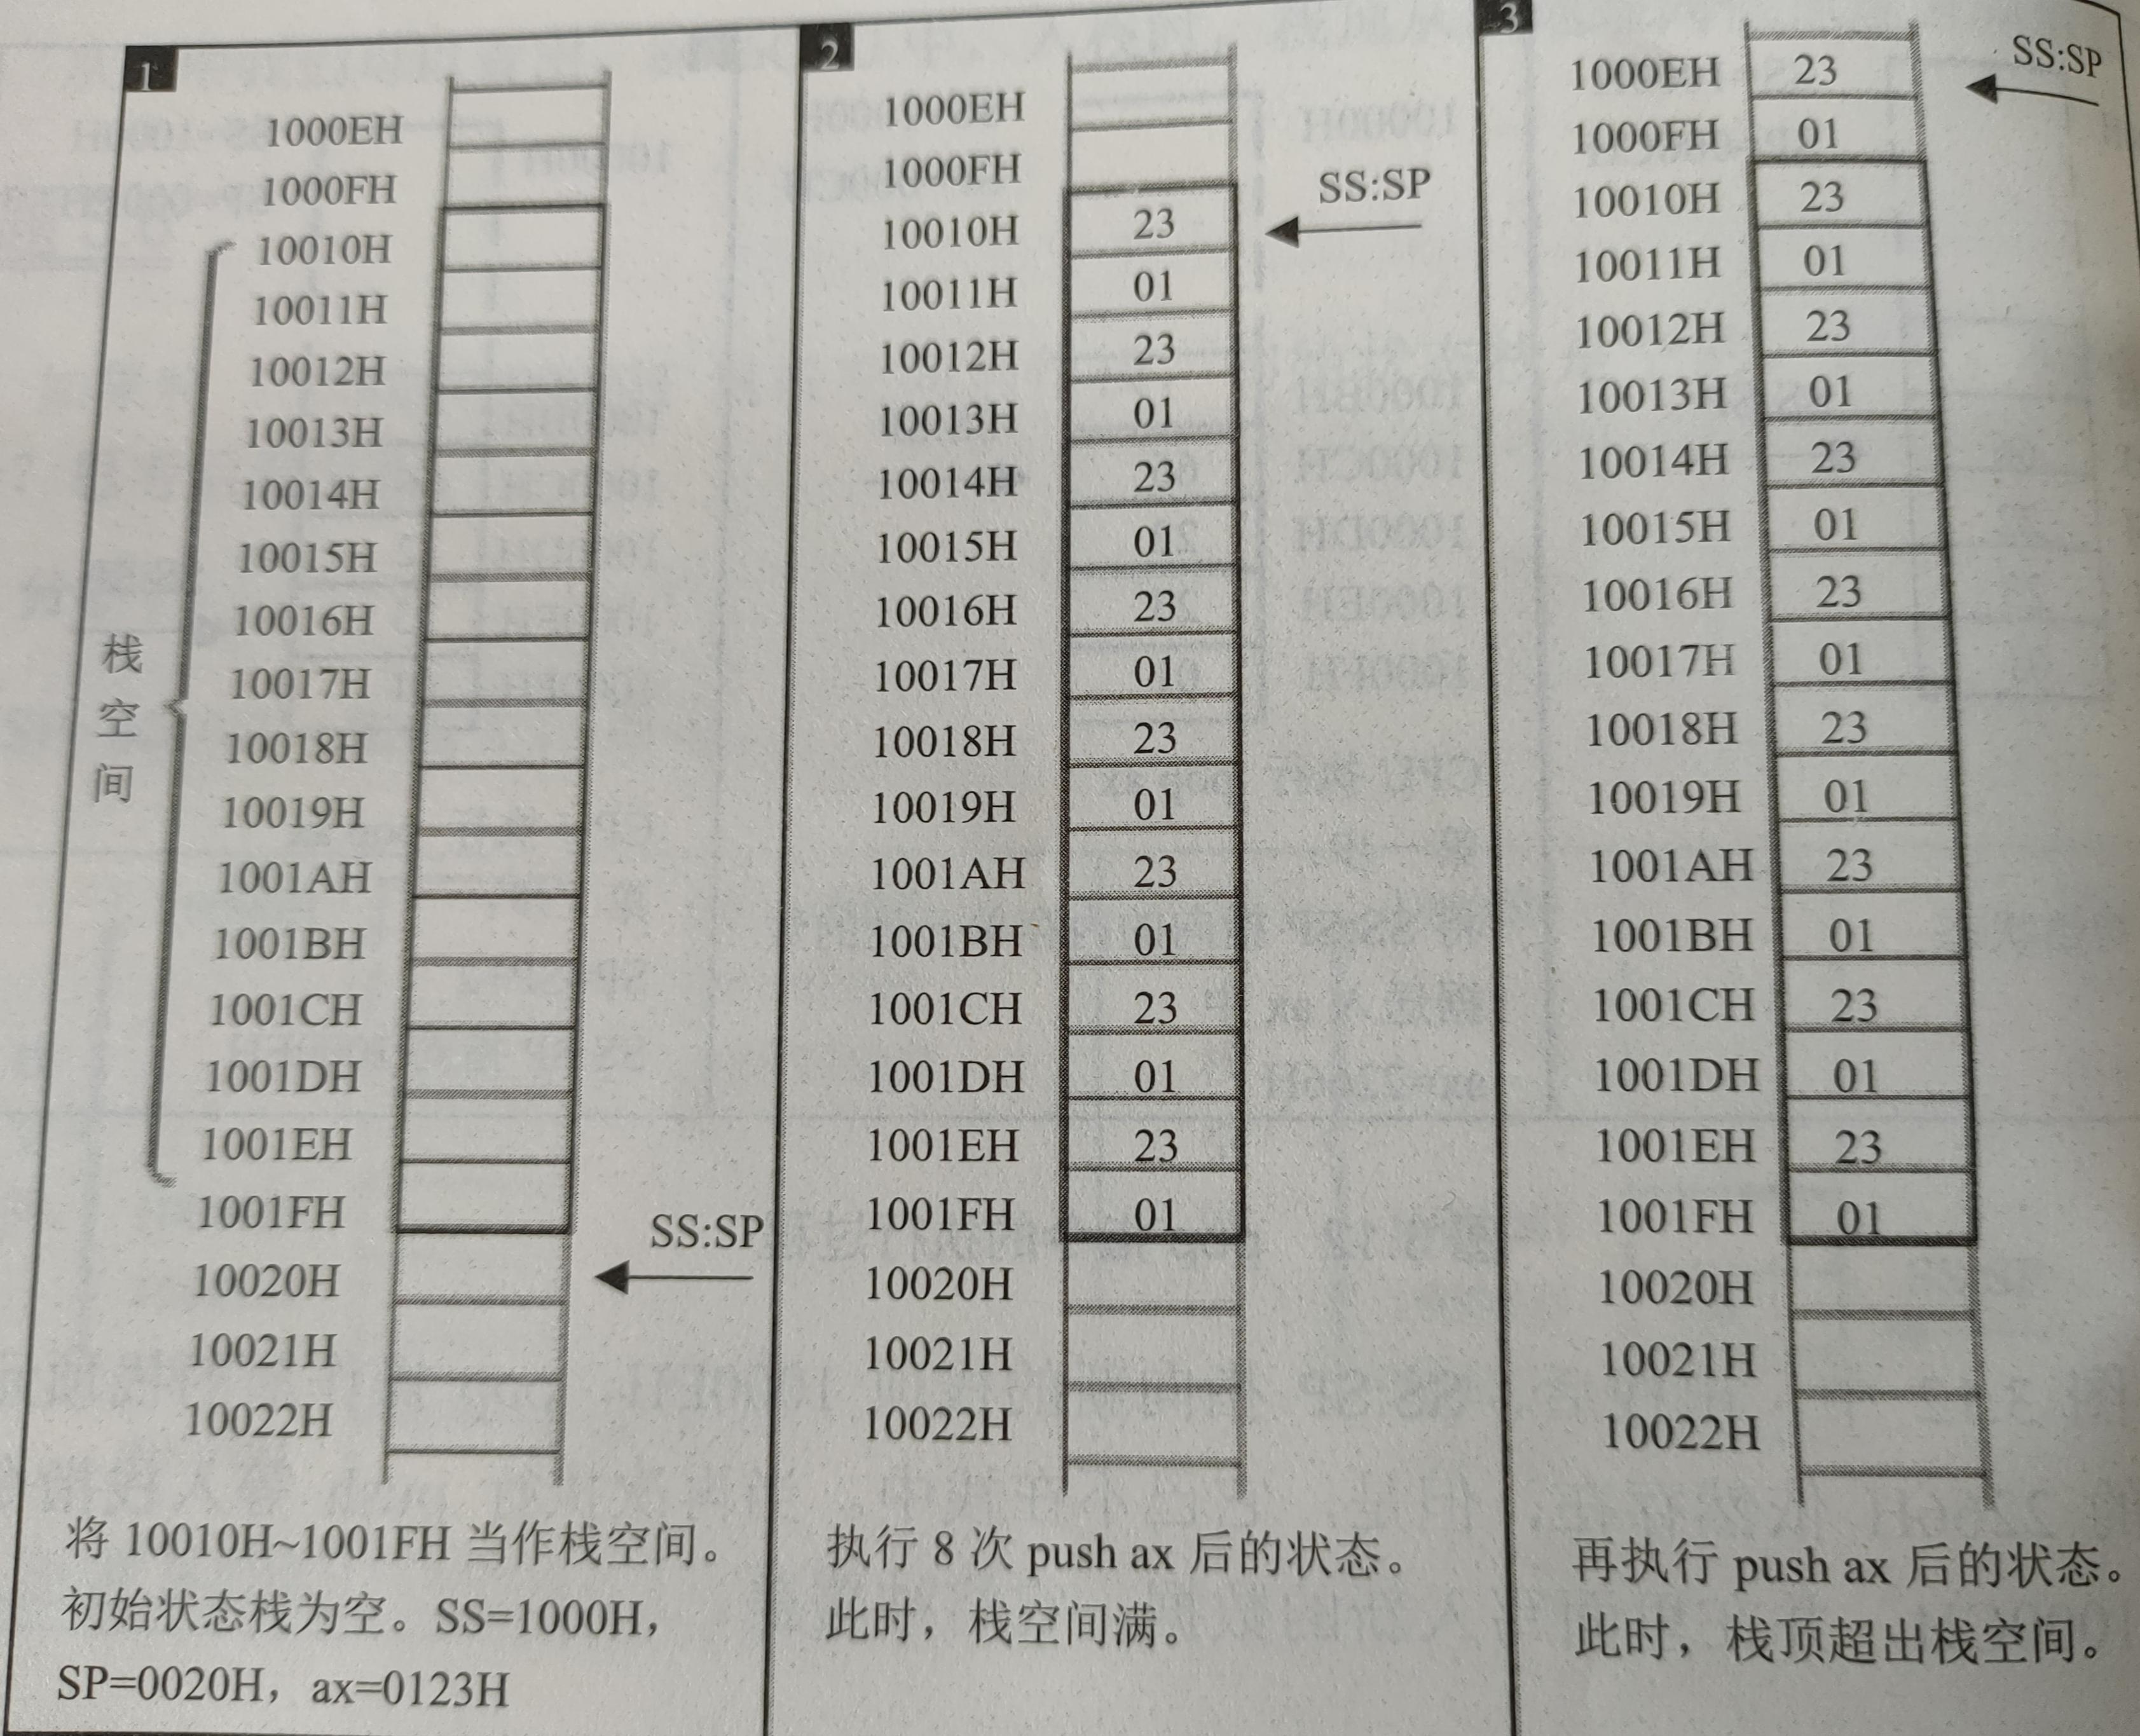 1
1000EH
1000FH
10010H
10011H
10012H
10013H
10014H
10015H
10016H
10017H
10018H
10019H
1001AH
1001BH
1001CH
1001DH
1001EH
1001FH
10020H
10021H
10022H
栈
空
间
SS:SP
将 10010H~1001FH 当作栈空间。
初始状态栈为空。SS=1000H，
SP=0020H，ax=0123H
2
1000EH
1000FH
10010H 23
10011H 01
10012H 23
10013H 01
10014H 23
10015H 01
10016H 23
10017H 01
10018H 23
10019H 01
1001AH 23
1001BH 01
1001CH 23
1001DH 01
1001EH 23
1001FH 01
10020H
10021H
10022H
SS:SP
执行 8 次 push ax 后的状态。
此时，栈空间满。
3
1000EH 23
1000FH 01
10010H 23
10011H 01
10012H 23
10013H 01
10014H 23
10015H 01
10016H 23
10017H 01
10018H 23
10019H 01
1001AH 23
1001BH 01
1001CH 23
1001DH 01
1001EH 23
1001FH 01
10020H
10021H
10022H
SS:SP
再执行 push ax 后的状态。
此时，栈顶超出栈空间。